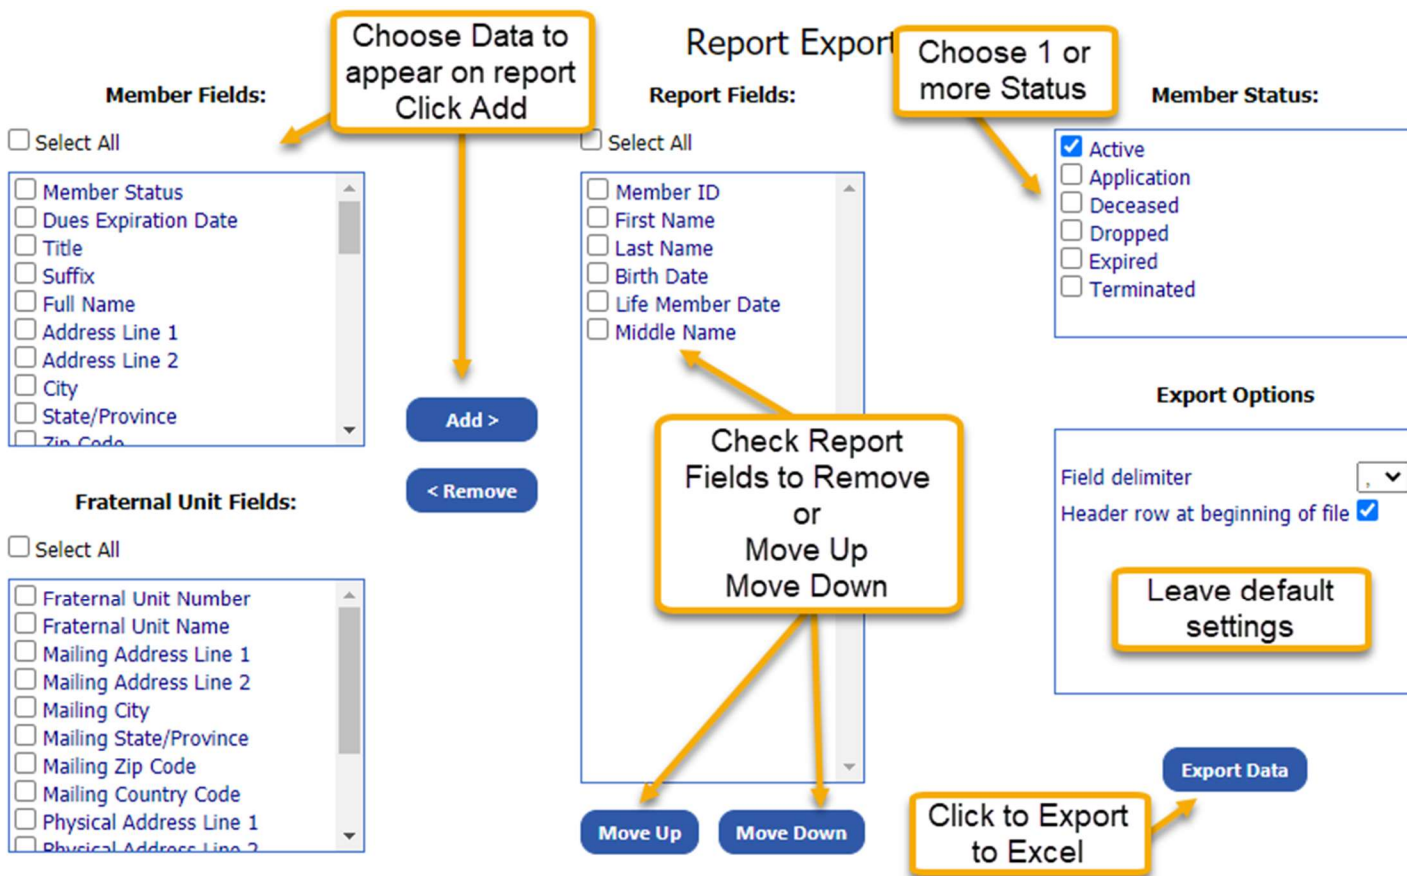 Report Export
Choose Data to
appear on report
Click Add
Choose 1 or
more Status
Member Fields:
Select All
Member Status
Dues Expiration Date
Title
Suffix
Full Name
Address Line 1
Address Line 2
City
State/Province
Zip Code
Fraternal Unit Fields:
Select All
Fraternal Unit Number
Fraternal Unit Name
Mailing Address Line 1
Mailing Address Line 2
Mailing City
Mailing State/Province
Mailing Zip Code
Mailing Country Code
Physical Address Line 1
Physical Address Line 2
Add >
< Remove
Report Fields:
Select All
Member ID
First Name
Last Name
Birth Date
Life Member Date
Middle Name
Check Report
Fields to Remove
or
Move Up
Move Down
Move Up
Move Down
Member Status:
Active
Application
Deceased
Dropped
Expired
Terminated
Export Options
Field delimiter ,
Header row at beginning of file
Leave default
settings
Export Data
Click to Export
to Excel